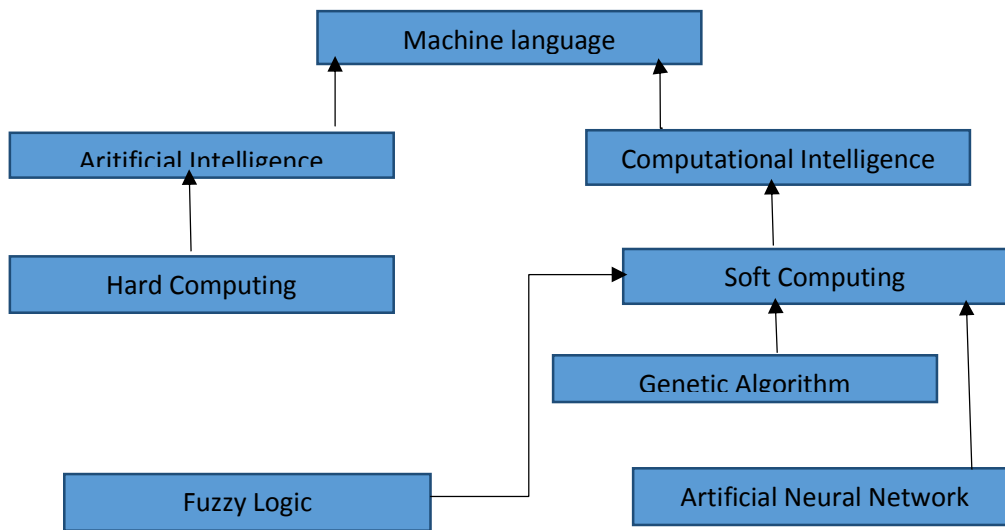 Machine language
Aritificial Intelligence
Computational Intelligence
Hard Computing
Soft Computing
Genetic Algorithm
Fuzzy Logic
Artificial Neural Network